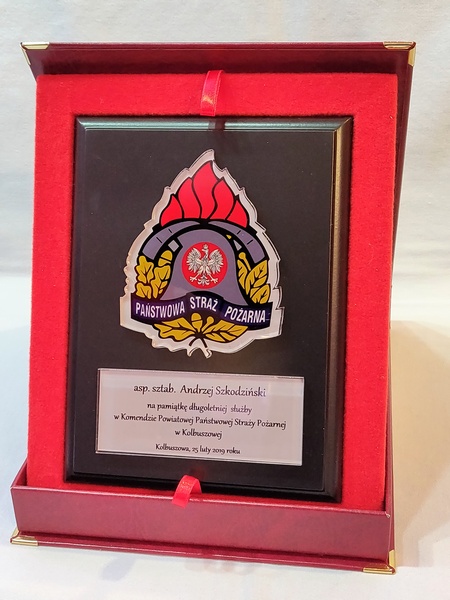 PAŃSTWOWA STRAŻ POŻARNA
asp. sztab. Andrzej Szkodziński
na pamiątkę długoletniej służby
w Komendzie Powiatowej Państwowej Straży Pożarnej
w Kolbuszowej
Kolbuszowa, 25 luty 2019 roku